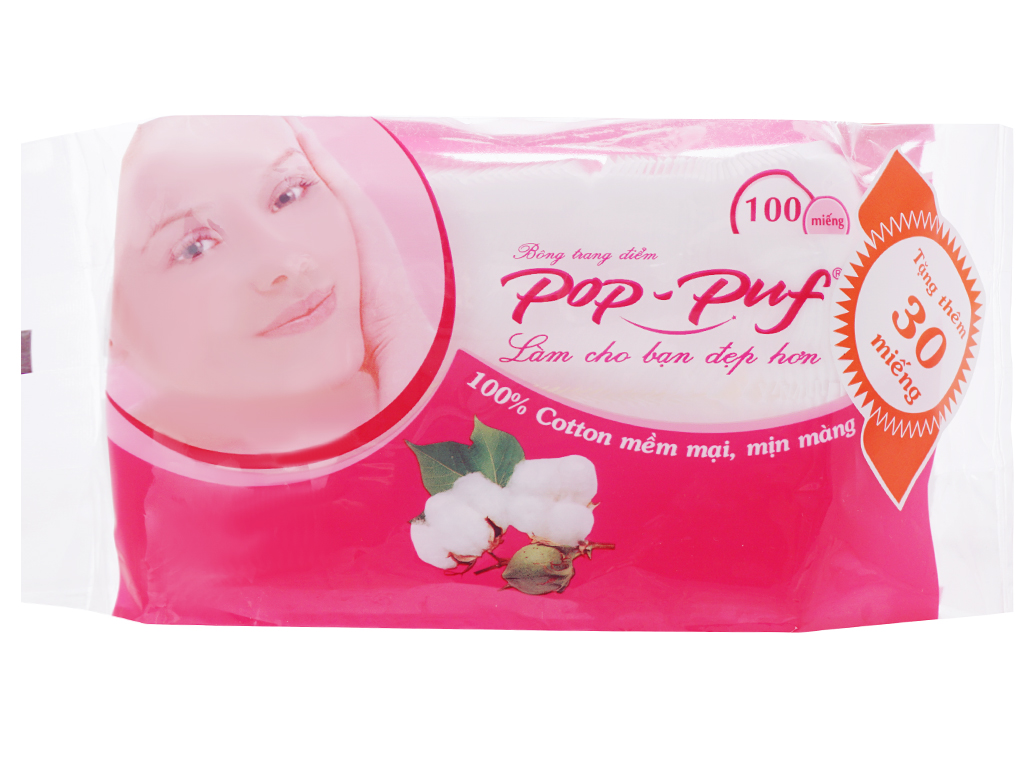 100 miếng
Bông trang điểm
Pop-Puf®
Làm cho bạn đẹp hơn
100% Cotton mềm mại, mịn màng
Tặng thêm
30
miếng